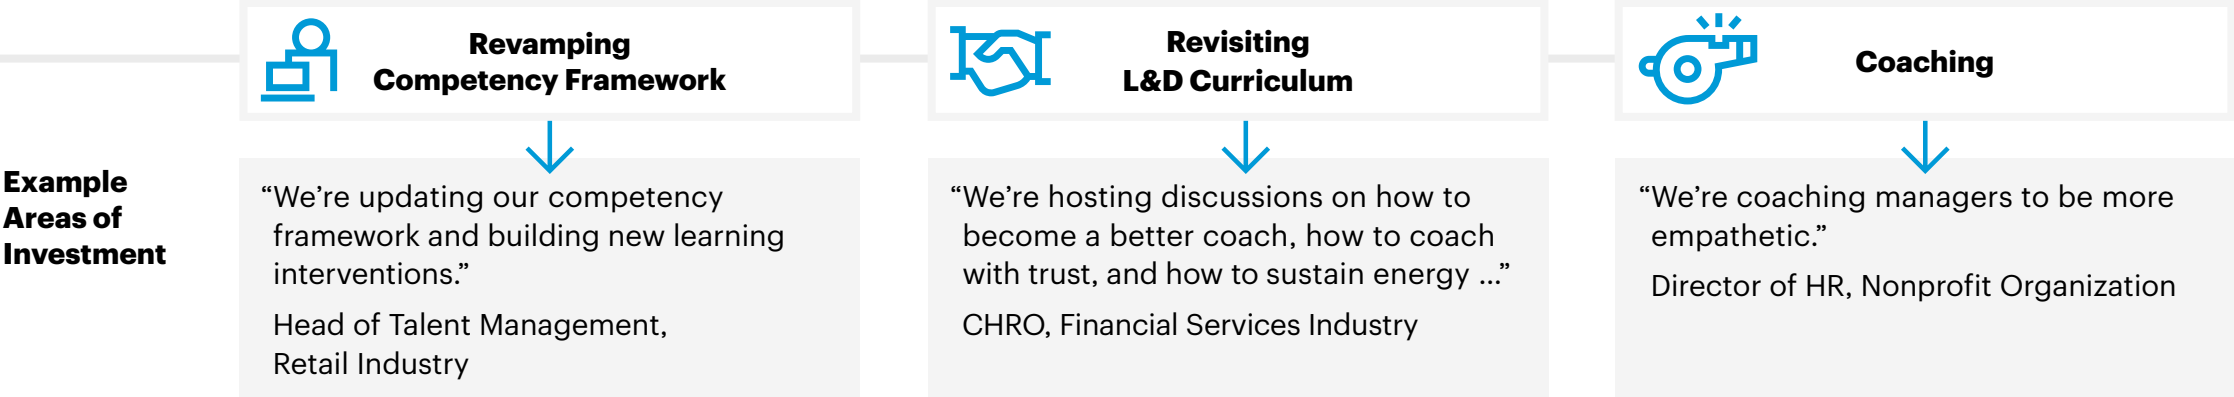 Revamping
Competency Framework
Revisiting
L&D Curriculum
Coaching
Example
Areas of
Investment
“We’re updating our competency
framework and building new learning
interventions.”
Head of Talent Management,
Retail Industry
“We’re hosting discussions on how to
become a better coach, how to coach
with trust, and how to sustain energy ...”
CHRO, Financial Services Industry
“We’re coaching managers to be more
empathetic.”
Director of HR, Nonprofit Organization